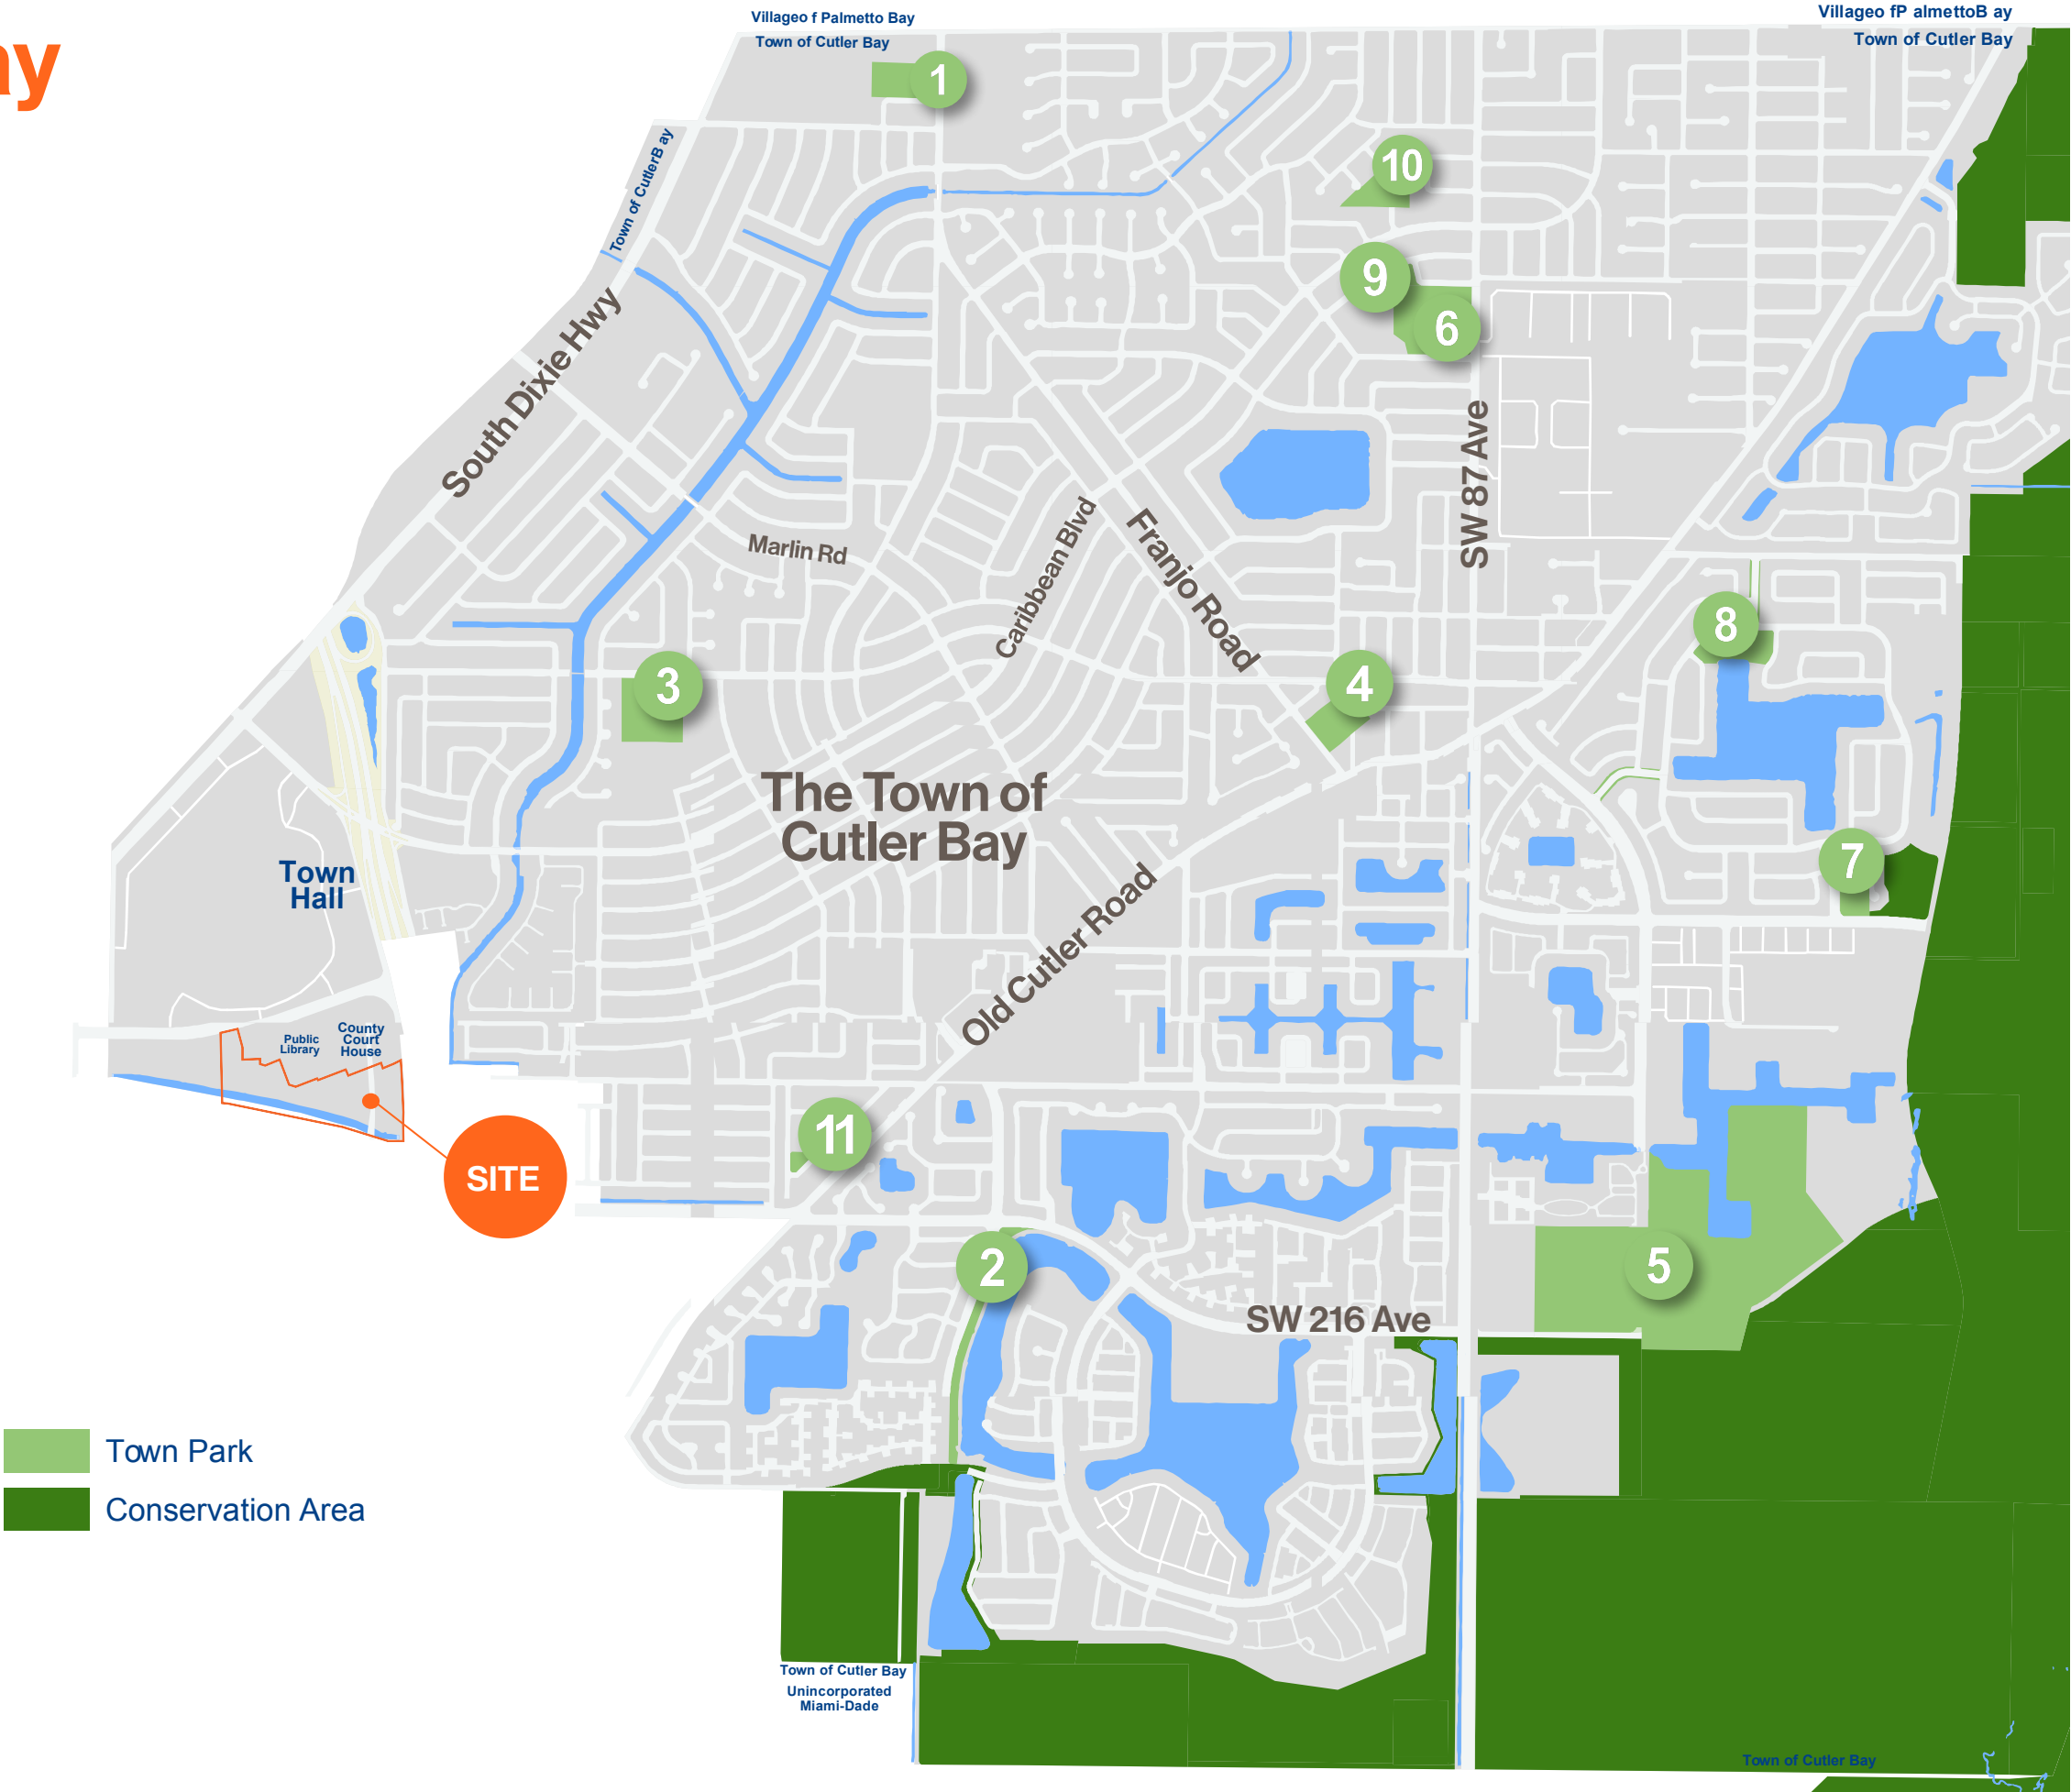 ay
Villageo f Palmetto Bay
Town of Cutler Bay
Villageo fP almettoB ay
Town of Cutler Bay
1
10
Town of CutlerB ay
9
6
South Dixie Hwy
SW 87 Ave
Marlin Rd
Caribbean Blvd
Franjo Road
8
3
4
The Town of
Cutler Bay
Town
Hall
7
Old Cutler Road
Public
Library
County
Court
House
11
SITE
2
5
SW 216 Ave
Town Park
Conservation Area
Town of Cutler Bay
Unincorporated
Miami-Dade
Town of Cutler Bay